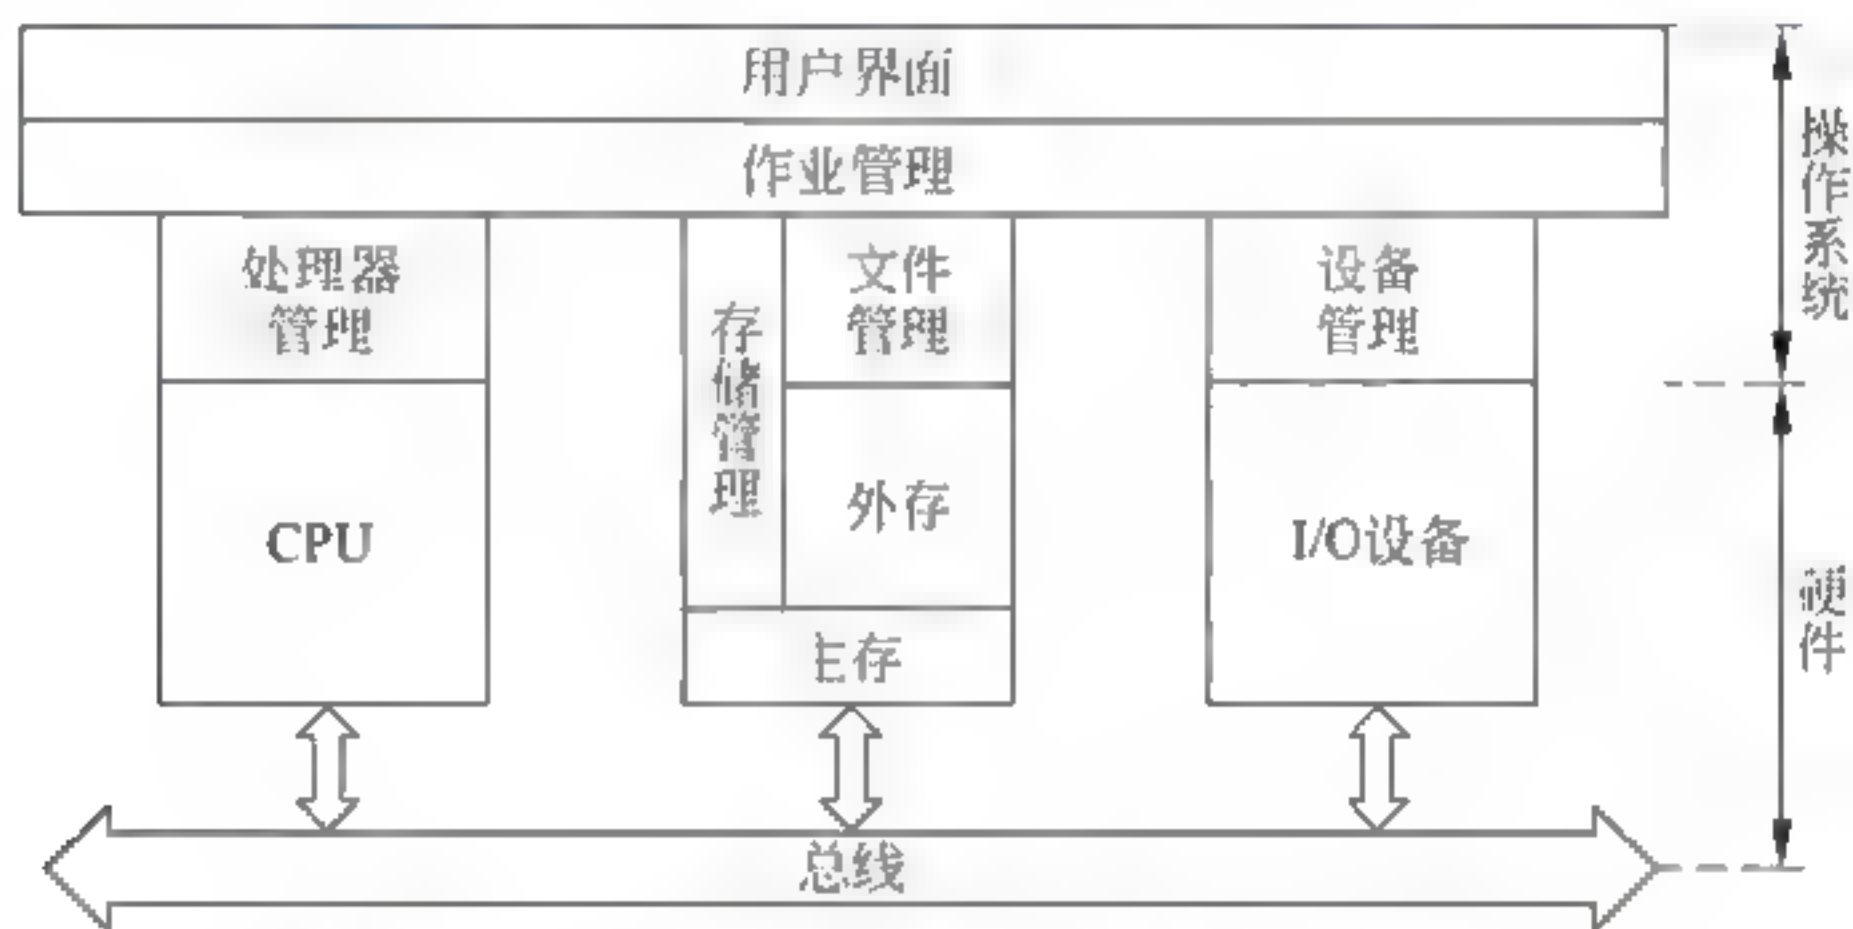 用户界面
作业管理
处理器
管理
存储管理
文件
管理
设备
管理
操作系统
CPU
外存
I/O设备
主存
硬件
总线